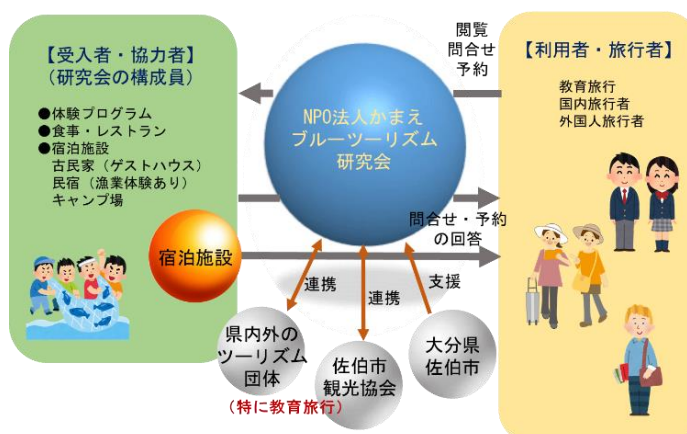 【受入者・協力者】
（研究会の構成員）
●体験プログラム
●食事・レストラン
●宿泊施設
古民家（ゲストハウス）
民宿（漁業体験あり）
キャンプ場
宿泊施設
NPO法人かまえ
ブルーツーリズム
研究会
閲覧
問合せ
予約
問合せ・予約
の回答
【利用者・旅行者】
教育旅行
国内旅行者
外国人旅行者
連携
連携
支援
県内外の
ツーリズム
団体
（特に教育旅行）
佐伯市
観光協会
大分県
佐伯市